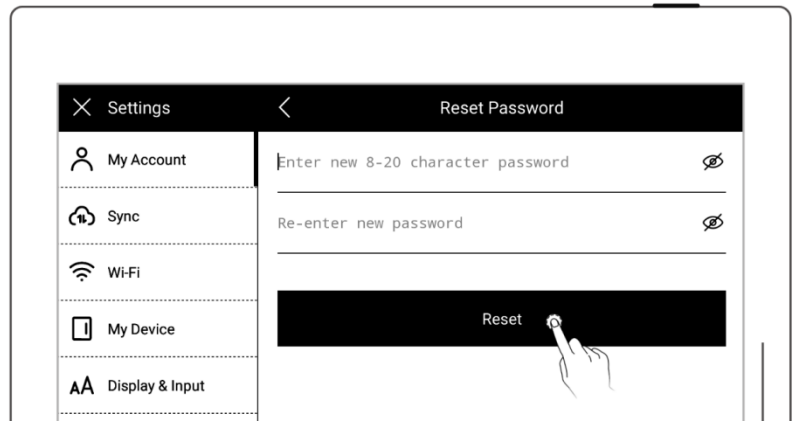 Settings
Reset Password
My Account
Enter new 8-20 character password
Sync
Re-enter new password
Wi-Fi
Reset
My Device
AA Display & Input